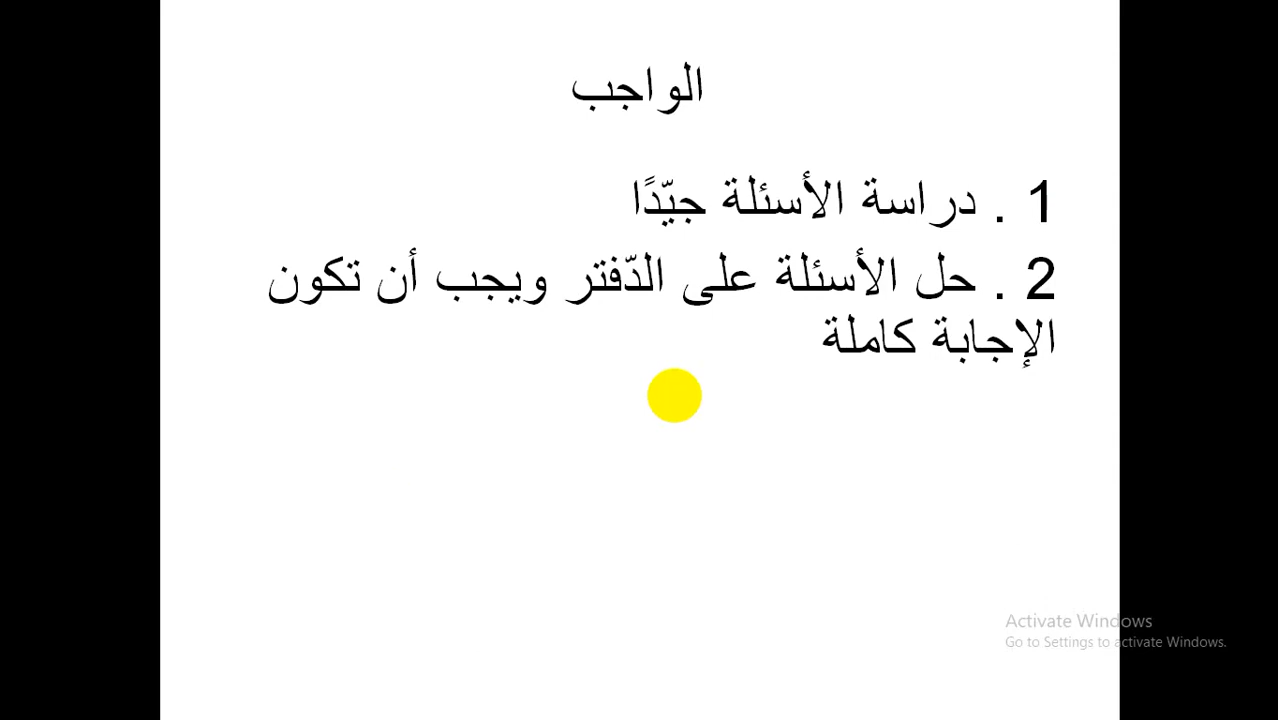 الواجب
1 . دراسة الأسئلة جيّدًا
2 . حل الأسئلة على الدّفتر ويجب أن تكون
الإجابة كاملة
Activate Windows
Go to Settings to activate Windows.